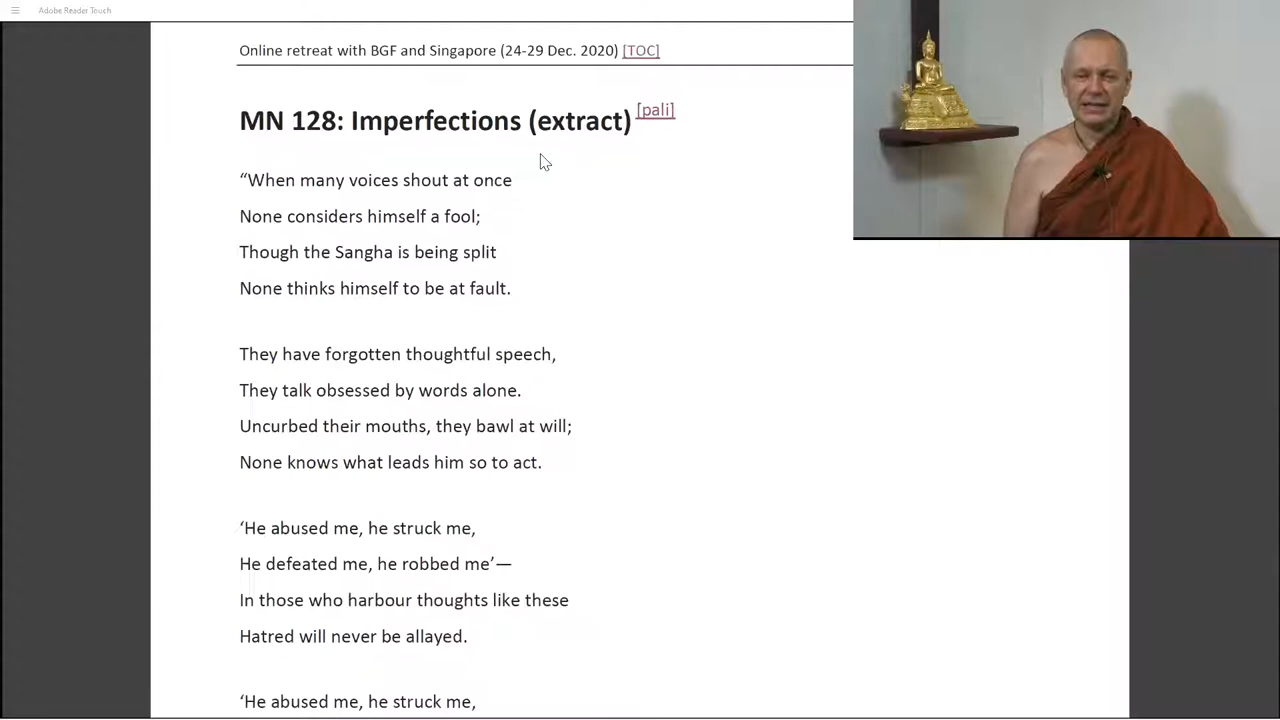 Adobe Reader Touch
Online retreat with BGF and Singapore (24-29 Dec. 2020) [TOC]
MN 128: Imperfections (extract) [pali]
“When many voices shout at once
None considers himself a fool;
Though the Sangha is being split
None thinks himself to be at fault.
They have forgotten thoughtful speech,
They talk obsessed by words alone.
Uncurbed their mouths, they bawl at will;
None knows what leads him so to act.
‘He abused me, he struck me,
He defeated me, he robbed me’—
In those who harbour thoughts like these
Hatred will never be allayed.
‘He abused me, he struck me,